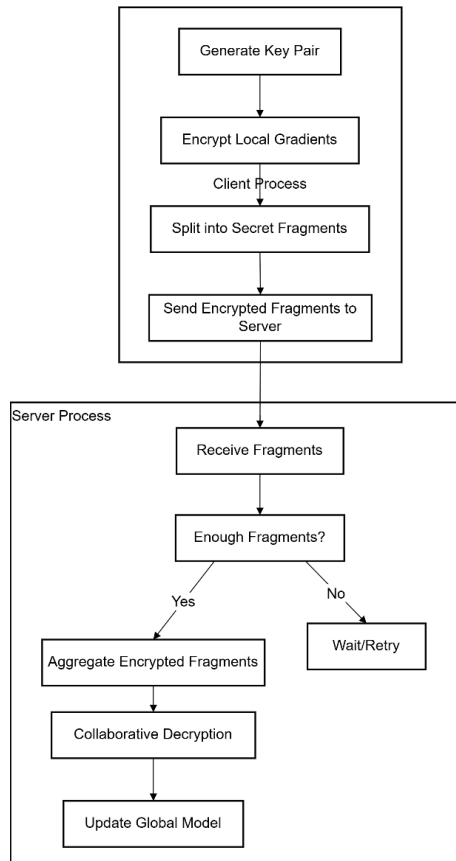 Generate Key Pair
Encrypt Local Gradients
Client Process
Split into Secret Fragments
Send Encrypted Fragments to
Server
Server Process
Receive Fragments
Enough Fragments?
Yes
No
Wait/Retry
Aggregate Encrypted Fragments
Collaborative Decryption
Update Global Model